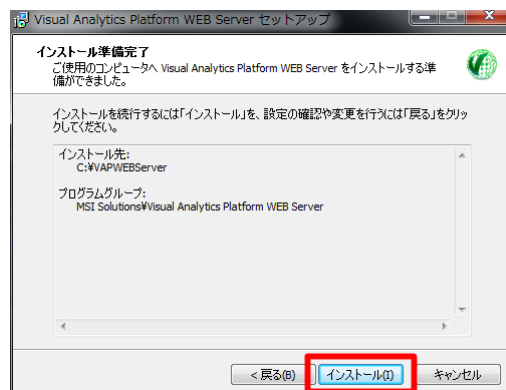 Visual Analytics Platform WEB Server セットアップ
インストール準備完了
ご使用のコンピュータへ Visual Analytics Platform WEB Server をインストールする準
備ができました。
インストールを続行するには「インストール」を、設定の確認や変更を行うには「戻る」をクリッ
クしてください。
インストール先:
C:¥VAPWEBServer
プログラムグループ:
MSI Solutions¥Visual Analytics Platform WEB Server
< 戻る(B)
インストール(I)
キャンセル